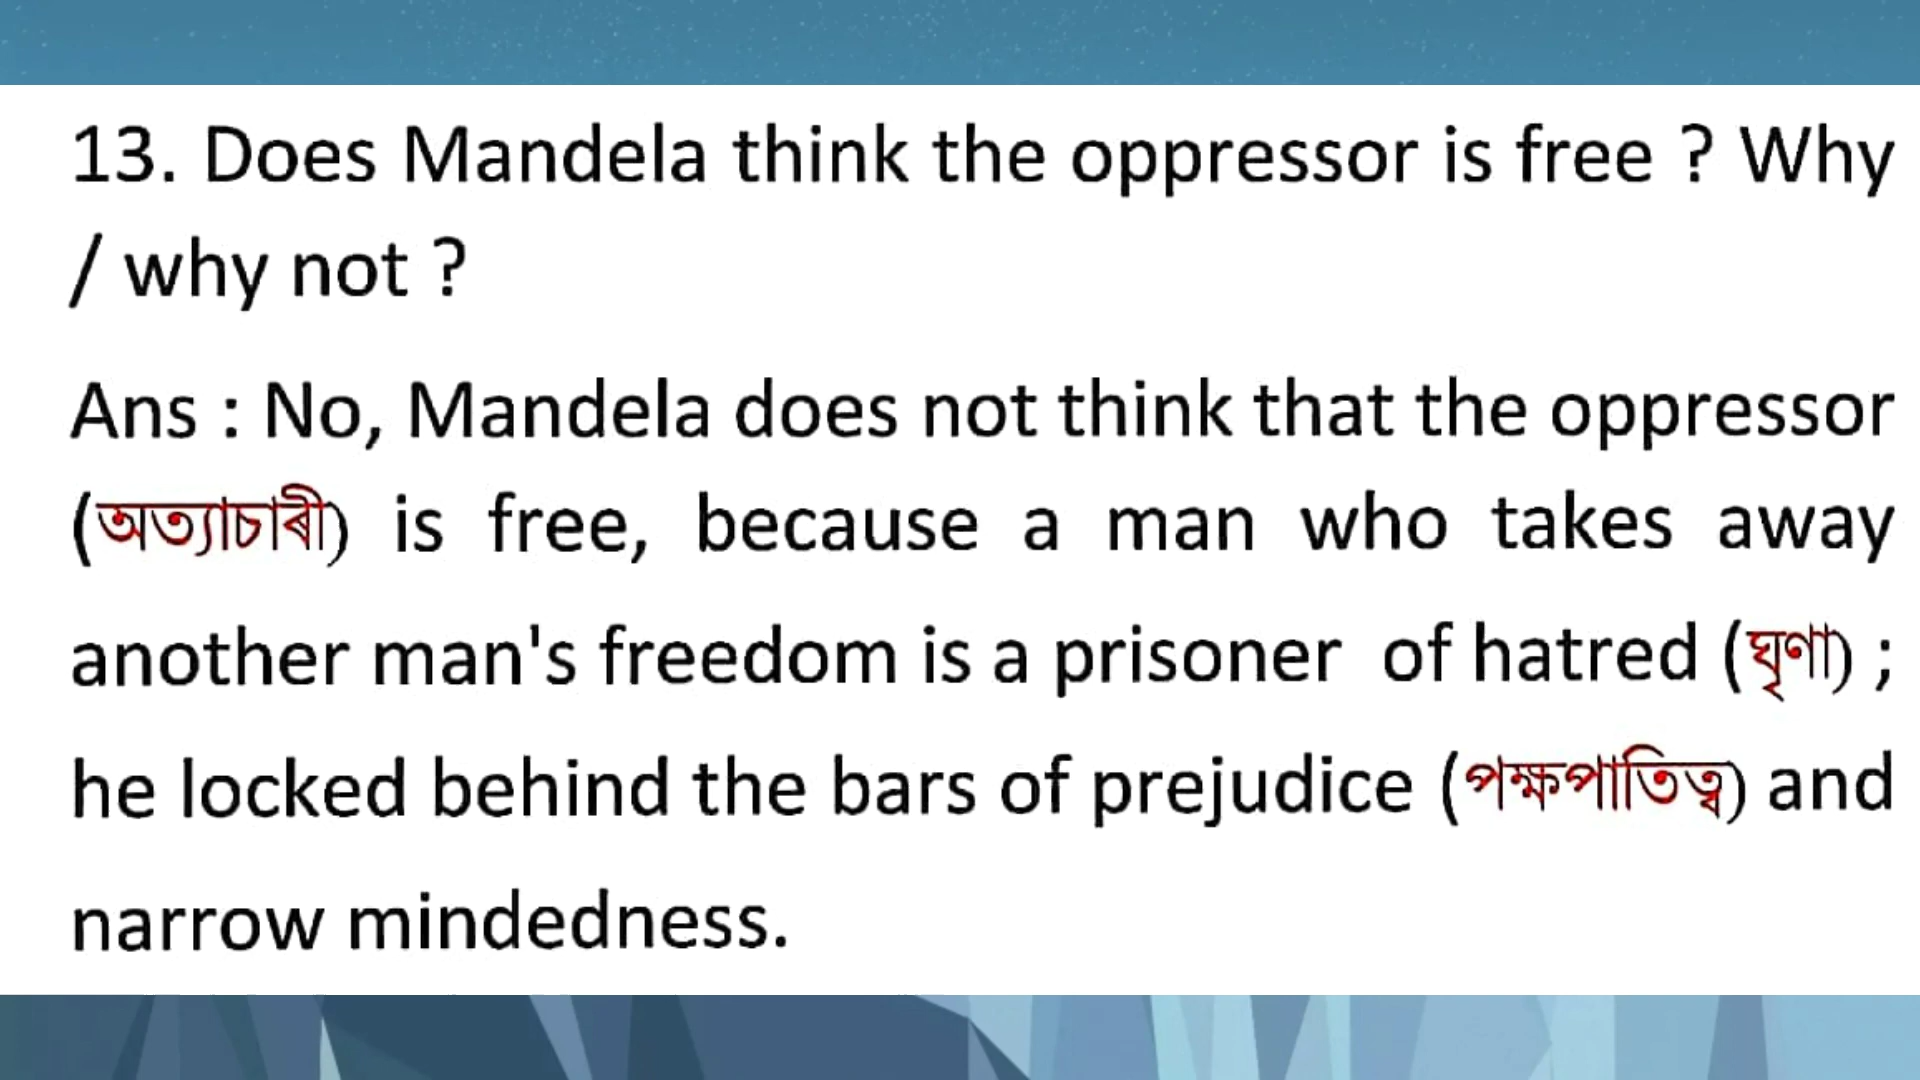 13. Does Mandela think the oppressor is free ? Why
/ why not ?
Ans : No, Mandela does not think that the oppressor
(অত্যাচাৰী) is free, because a man who takes away
another man's freedom is a prisoner of hatred (ঘৃণা) ;
he locked behind the bars of prejudice (পক্ষপাতিত্ব) and
narrow mindedness.